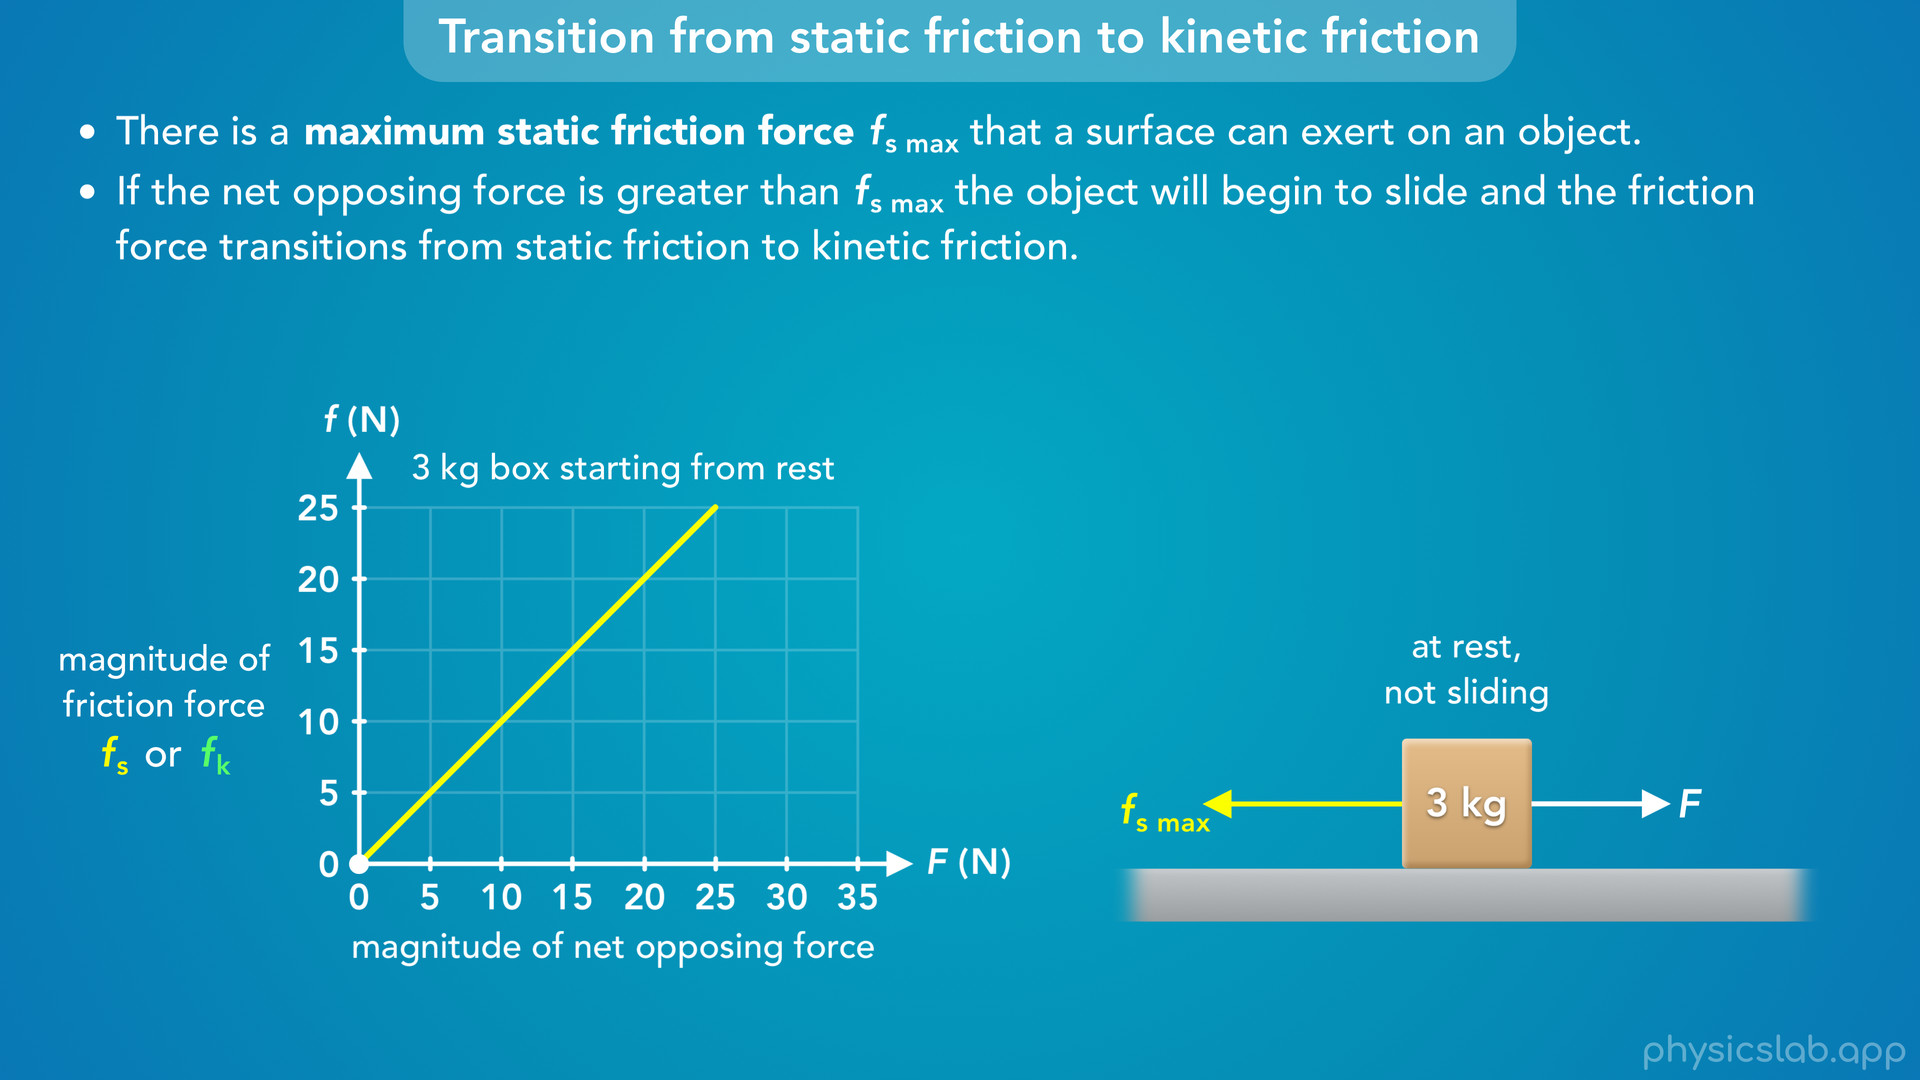 Transition from static friction to kinetic friction
• There is a maximum static friction force fs max that a surface can exert on an object.
• If the net opposing force is greater than fs max the object will begin to slide and the friction
force transitions from static friction to kinetic friction.
f (N)
3 kg box starting from rest
25
20
15
10
5
0
magnitude of
friction force
fs or fk
0 5 10 15 20 25 30 35
F (N)
magnitude of net opposing force
at rest,
not sliding
fs max
3 kg
F
physicslab.app